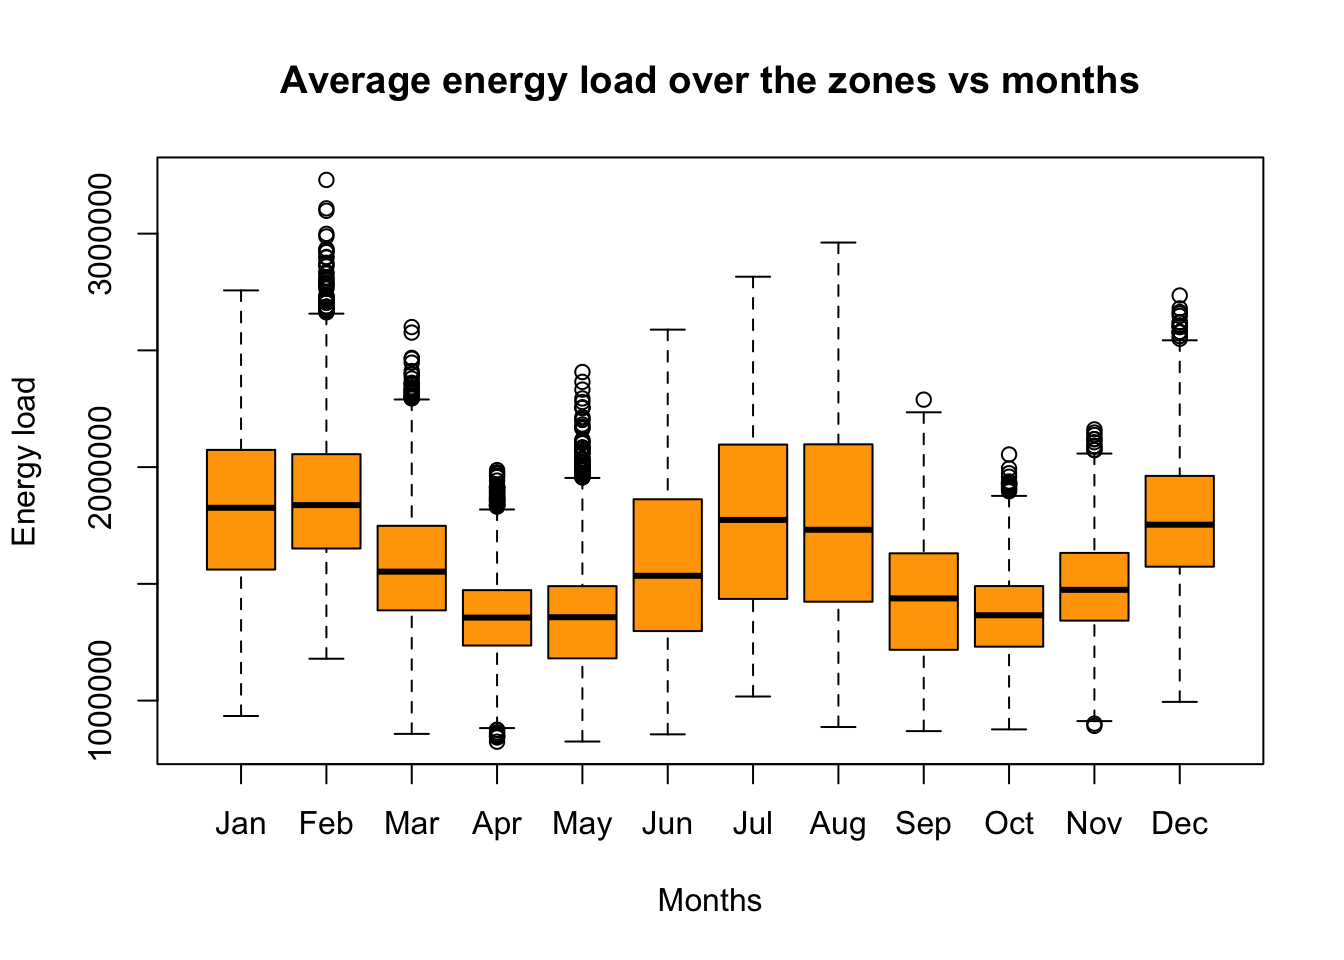 Average energy load over the zones vs months
Energy load
3000000
2000000
1000000
Jan Feb Mar Apr May Jun Jul Aug Sep Oct Nov Dec
Months